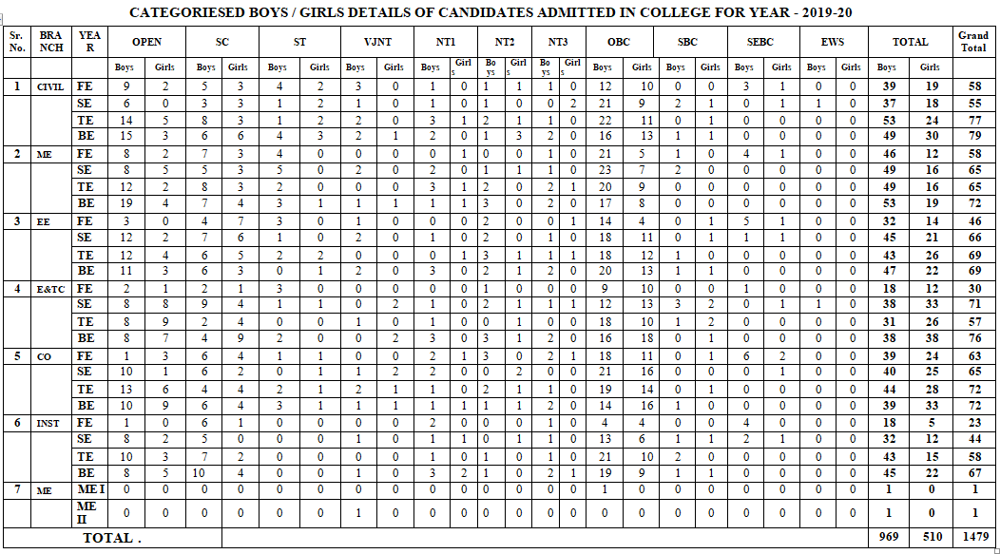 CATEGORIESED BOYS / GIRLS DETAILS OF CANDIDATES ADMITTED IN COLLEGE FOR YEAR - 2019-20
Sr. No. BRA NCH YEA R OPEN SC ST VJNT NT1 NT2 NT3 OBC SBC SEBC EWS TOTAL Grand Total
Boys Girls Boys Girls Boys Girls Boys Girls Boys Girl s Bo ys Girl s Bo ys Girl s Boys Girls Boys Girls Boys Girls Boys Girls Boys Girls
1 CIVIL FE 9 2 5 3 4 2 3 0 1 0 1 1 1 0 12 10 0 0 3 1 0 0 39 19 58
SE 6 0 3 3 1 2 1 0 1 0 1 0 0 2 21 9 2 1 0 0 1 0 37 18 55
TE 14 5 8 3 1 2 2 0 3 1 2 1 1 0 22 11 0 1 0 0 0 0 53 24 77
BE 15 3 6 6 4 3 2 1 2 0 1 3 2 0 16 13 1 1 0 0 0 0 49 30 79
2 ME FE 8 2 7 3 4 0 0 0 0 1 0 0 1 0 21 5 1 0 4 1 0 0 46 12 58
SE 8 5 5 3 5 0 2 0 2 0 1 1 1 0 23 7 2 0 0 0 0 0 49 16 65
TE 12 2 8 3 2 0 0 0 3 1 2 0 2 1 20 9 0 0 0 0 0 0 49 16 65
BE 19 4 7 4 3 1 1 1 1 1 3 0 2 0 17 8 0 0 0 0 0 0 53 19 72
3 EE FE 3 0 4 7 3 0 1 0 0 0 2 0 0 1 14 4 0 1 5 1 0 0 32 14 46
SE 12 2 7 6 1 0 2 0 1 0 2 0 1 0 18 11 0 1 1 1 0 0 45 21 66
TE 12 4 6 5 2 2 0 0 0 1 3 1 1 1 18 12 1 0 0 0 0 0 43 26 69
BE 11 3 6 3 0 1 2 0 3 0 2 1 2 0 20 13 1 1 0 0 0 0 47 22 69
4 E&TC FE 2 1 2 1 3 0 0 0 0 0 1 0 0 0 9 10 0 0 1 0 0 0 18 12 30
SE 8 8 9 4 1 1 0 2 1 0 2 1 1 1 12 13 3 2 0 1 1 0 38 33 71
TE 8 9 2 4 0 0 1 0 1 0 0 1 0 0 18 10 1 2 0 0 0 0 31 26 57
BE 8 7 4 9 2 0 0 2 3 0 3 1 2 0 16 18 0 1 0 0 0 0 38 38 76
5 CO FE 1 3 6 4 1 1 0 0 2 1 3 0 2 1 18 11 0 1 6 2 0 0 39 24 63
SE 10 1 6 2 0 1 1 2 2 0 0 2 0 0 21 16 0 0 0 1 0 0 40 25 65
TE 13 6 4 4 2 1 2 1 1 0 2 1 1 0 19 14 0 1 0 0 0 0 44 28 72
BE 10 9 6 4 3 1 1 1 1 1 1 1 2 0 14 16 1 0 0 0 0 0 39 33 72
6 INST FE 1 0 6 1 0 0 0 0 2 0 0 0 1 0 4 4 0 0 4 0 0 0 18 5 23
SE 8 2 5 0 0 0 1 0 1 1 0 1 1 0 13 6 1 1 2 1 0 0 32 12 44
TE 10 3 7 2 0 0 1 0 1 0 1 0 1 0 21 10 2 0 0 0 0 0 43 15 58
BE 8 5 10 4 0 0 1 0 3 2 1 0 2 1 19 9 1 1 0 0 0 0 45 22 67
7 ME ME I 0 0 0 0 0 0 0 0 0 0 0 0 0 0 1 0 0 0 0 0 0 0 1 0 1
ME II 0 0 0 0 0 0 1 0 0 0 0 0 0 0 0 0 0 0 0 0 0 0 1 0 1
TOTAL . 969 510 1479